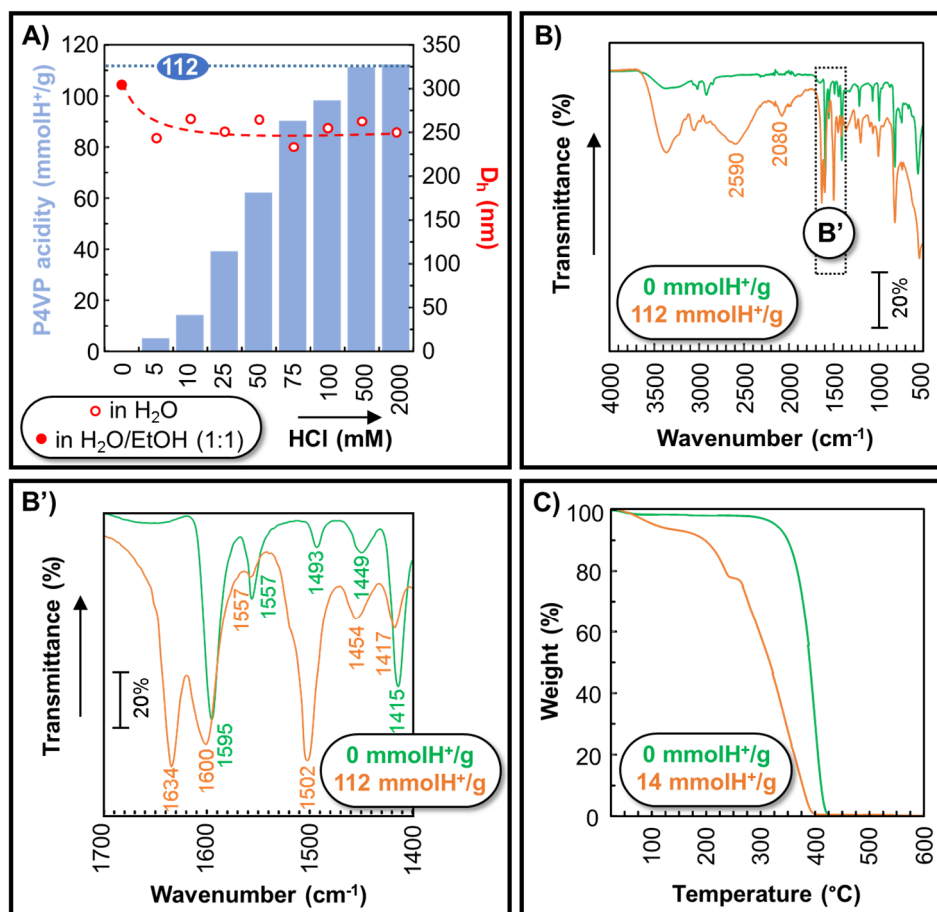 A)
P4VP acidity (mmolH⁺/g)
120
100
80
60
40
20
0
112
350
300
250
200
150
100
50
0
Dₕ (nm)
0 5 10 25 50 75 100 500 2000
HCl (mM)
in H₂O
in H₂O/EtOH (1:1)
B)
Transmittance (%)
2590
2080
B’
0 mmolH⁺/g
112 mmolH⁺/g
20%
4000 3500 3000 2500 2000 1500 1000 500
Wavenumber (cm⁻¹)
B’)
Transmittance (%)
20%
1634
1600
1595
1557
1557
1493
1502
1449
1454
1417
1415
0 mmolH⁺/g
112 mmolH⁺/g
1700 1600 1500 1400
Wavenumber (cm⁻¹)
C)
Weight (%)
100
80
60
40
20
0
0 mmolH⁺/g
14 mmolH⁺/g
100 200 300 400 500 600
Temperature (°C)